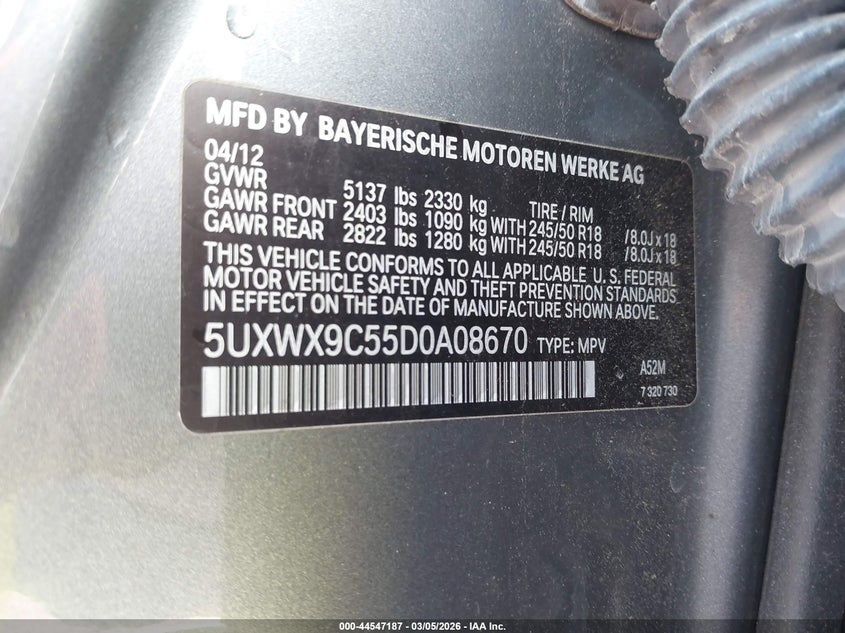 MFD BY BAYERISCHE MOTOREN WERKE AG
04/12
GVWR 5137 lbs 2330 kg TIRE / RIM
GAWR FRONT 2403 lbs 1090 kg WITH 245/50 R18 /8.0J x 18
GAWR REAR 2822 lbs 1280 kg WITH 245/50 R18 /8.0J x 18
THIS VEHICLE CONFORMS TO ALL APPLICABLE U.S. FEDERAL
MOTOR VEHICLE SAFETY AND THEFT PREVENTION STANDARDS
IN EFFECT ON THE DATE OF MANUFACTURE SHOWN ABOVE.
5UXWX9C55D0A08670 TYPE: MPV
A52M
7 320 730
000-44547187 | 03/05/2026 - IAA Inc.